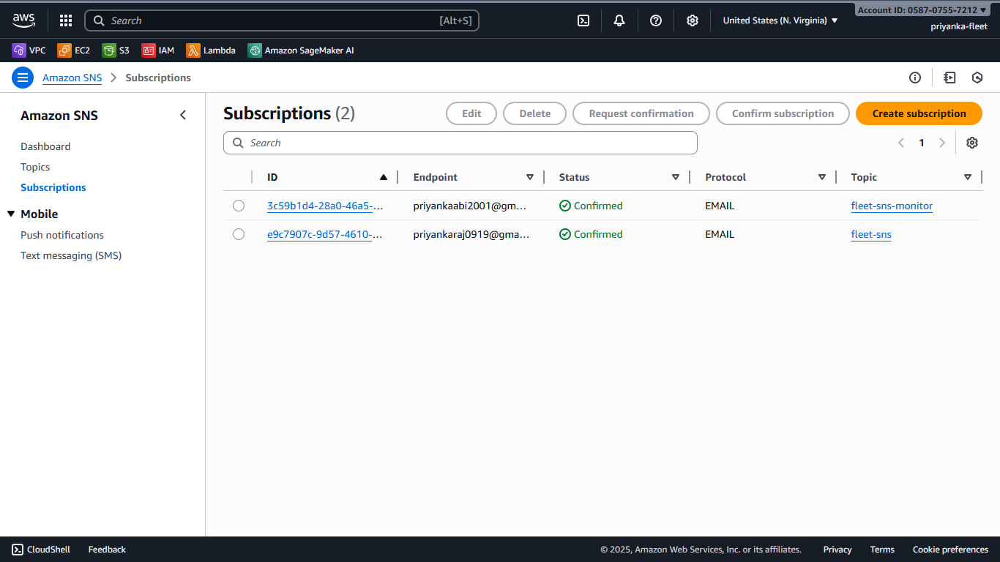 aws
Search [Alt+S]
United States (N. Virginia)
Account ID: 0587-0755-7212
priyanka-fleet
VPC EC2 S3 IAM Lambda Amazon SageMaker AI
Amazon SNS Subscriptions
Amazon SNS
Dashboard
Topics
Subscriptions
Mobile
Push notifications
Text messaging (SMS)
Subscriptions (2)
Edit Delete Request confirmation Confirm subscription Create subscription
Search
1
ID Endpoint Status Protocol Topic
3c59b1d4-28a0-46a5-... priyankaabi2001@gm... Confirmed EMAIL fleet-sns-monitor
e9c7907c-9d57-4610-... priyankaraj0919@gma... Confirmed EMAIL fleet-sns
CloudShell Feedback © 2025, Amazon Web Services, Inc. or its affiliates. Privacy Terms Cookie preferences